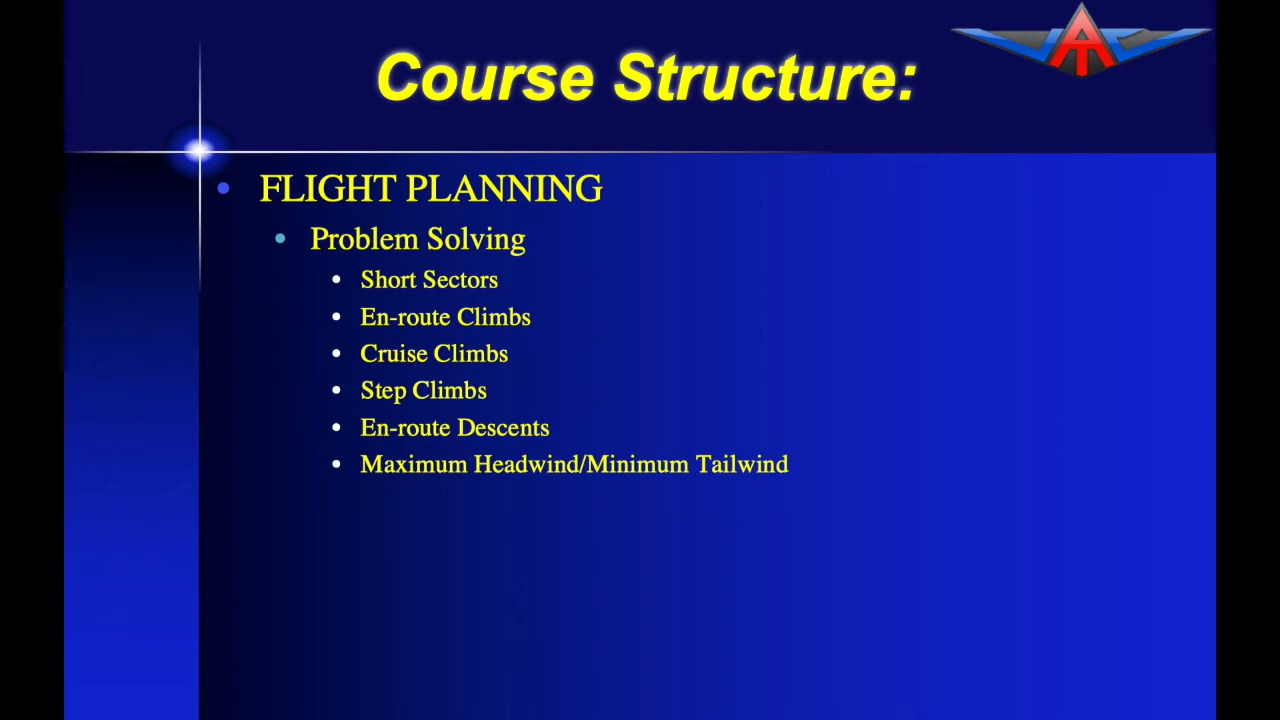 Course Structure:
FLIGHT PLANNING
Problem Solving
Short Sectors
En-route Climbs
Cruise Climbs
Step Climbs
En-route Descents
Maximum Headwind/Minimum Tailwind